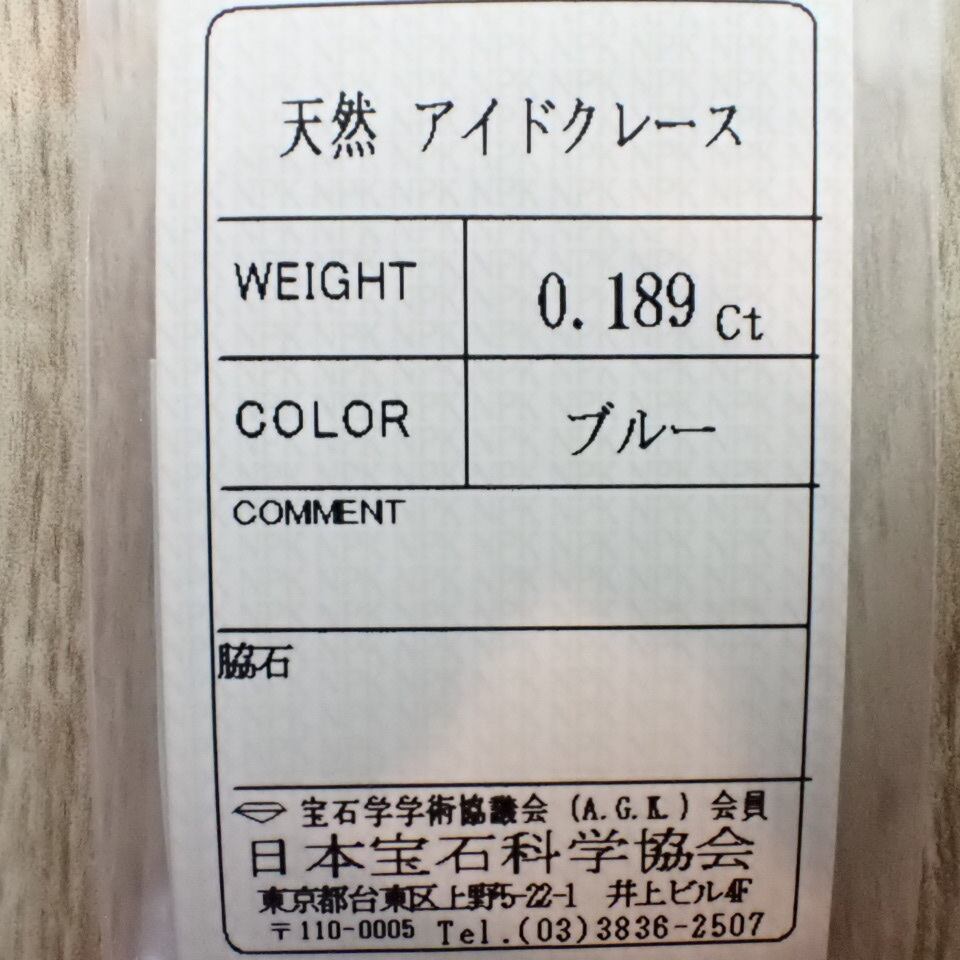 天然 アイドクレース
WEIGHT 0.189 Ct
COLOR ブルー
COMMENT
脇石
宝石学学術協議会 (A.G.K.) 会員
日本宝石科学協会
東京都台東区上野5-22-1 井上ビル4F
〒110-0005 Tel.(03)3836-2507